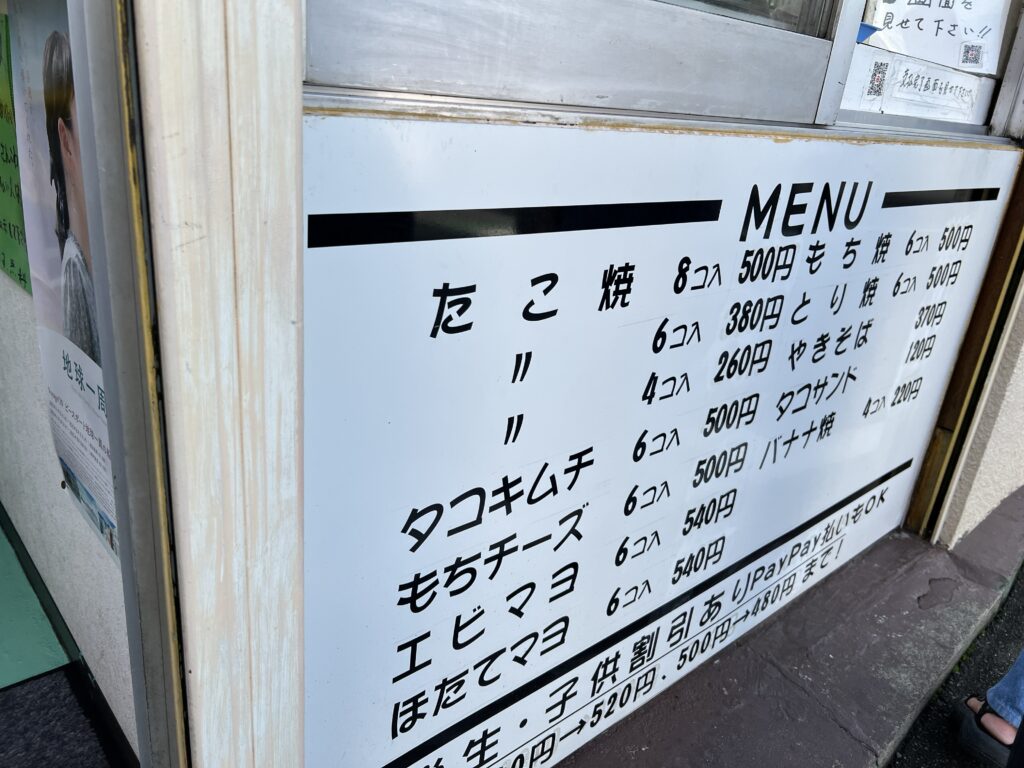 MENU
たこ焼 8コ入 500円
〃 6コ入 380円
〃 4コ入 260円
タコキムチ 6コ入 500円
もちチーズ 6コ入 500円
エビマヨ 6コ入 540円
ほたてマヨ 6コ入 540円
もち焼 6コ入 500円
とり焼 6コ入 500円
やきそば 370円
タコサンド 120円
バナナ焼 4コ入 220円
生・子供割引あり PayPay払いもOK
0円→520円. 500円→480円まで!
見せて下さい!!
地球一周